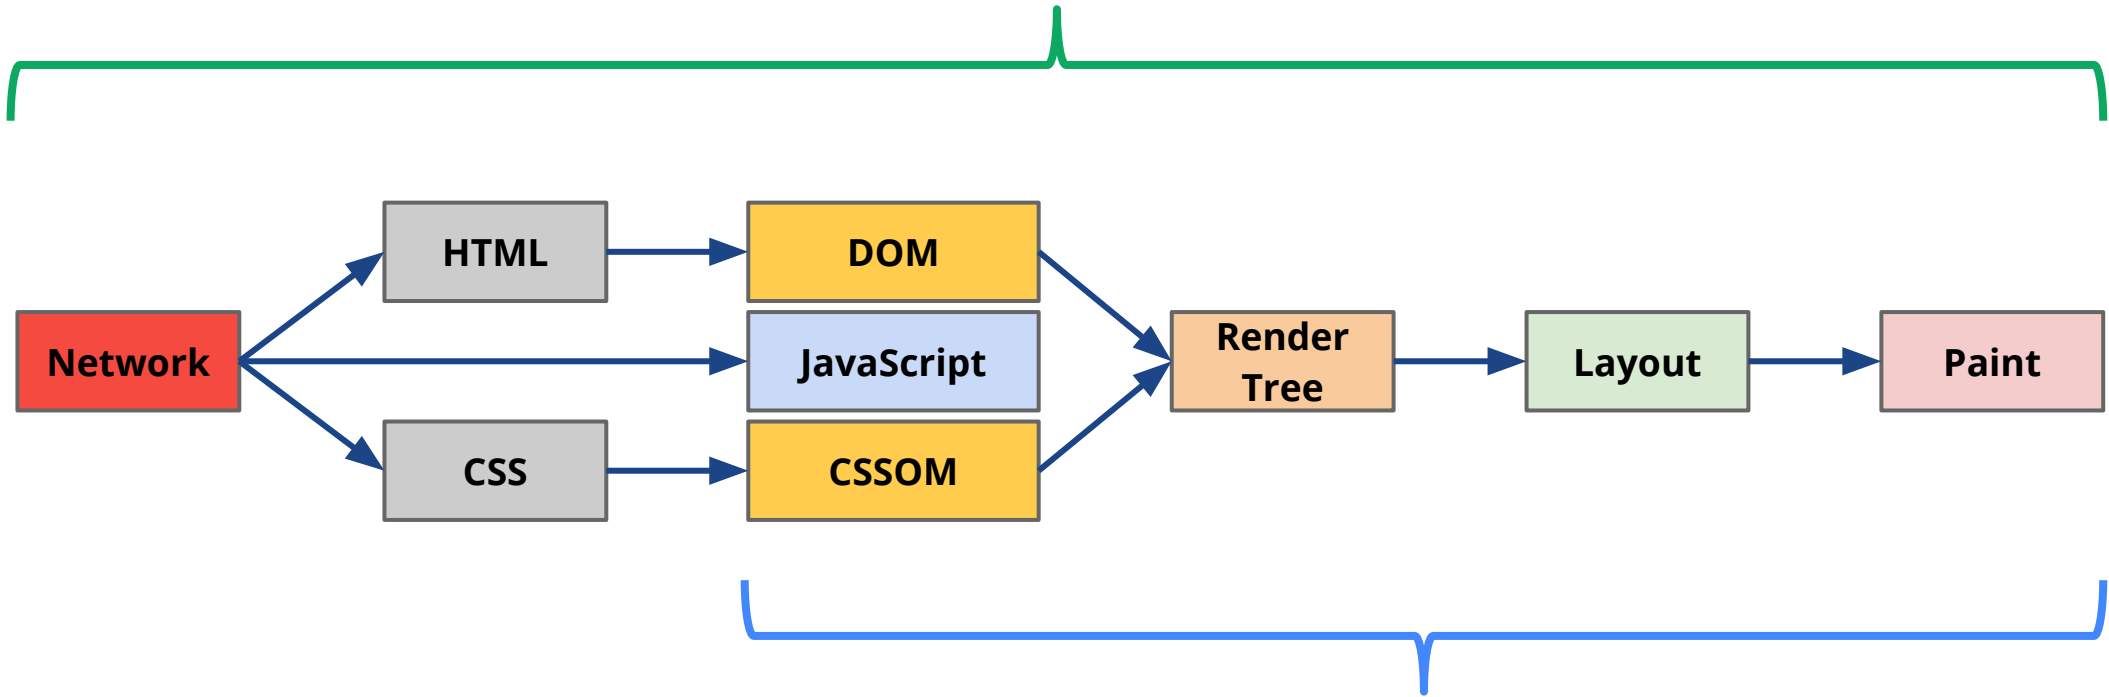 HTML
DOM
Network
JavaScript
Render
Tree
Layout
Paint
CSS
CSSOM